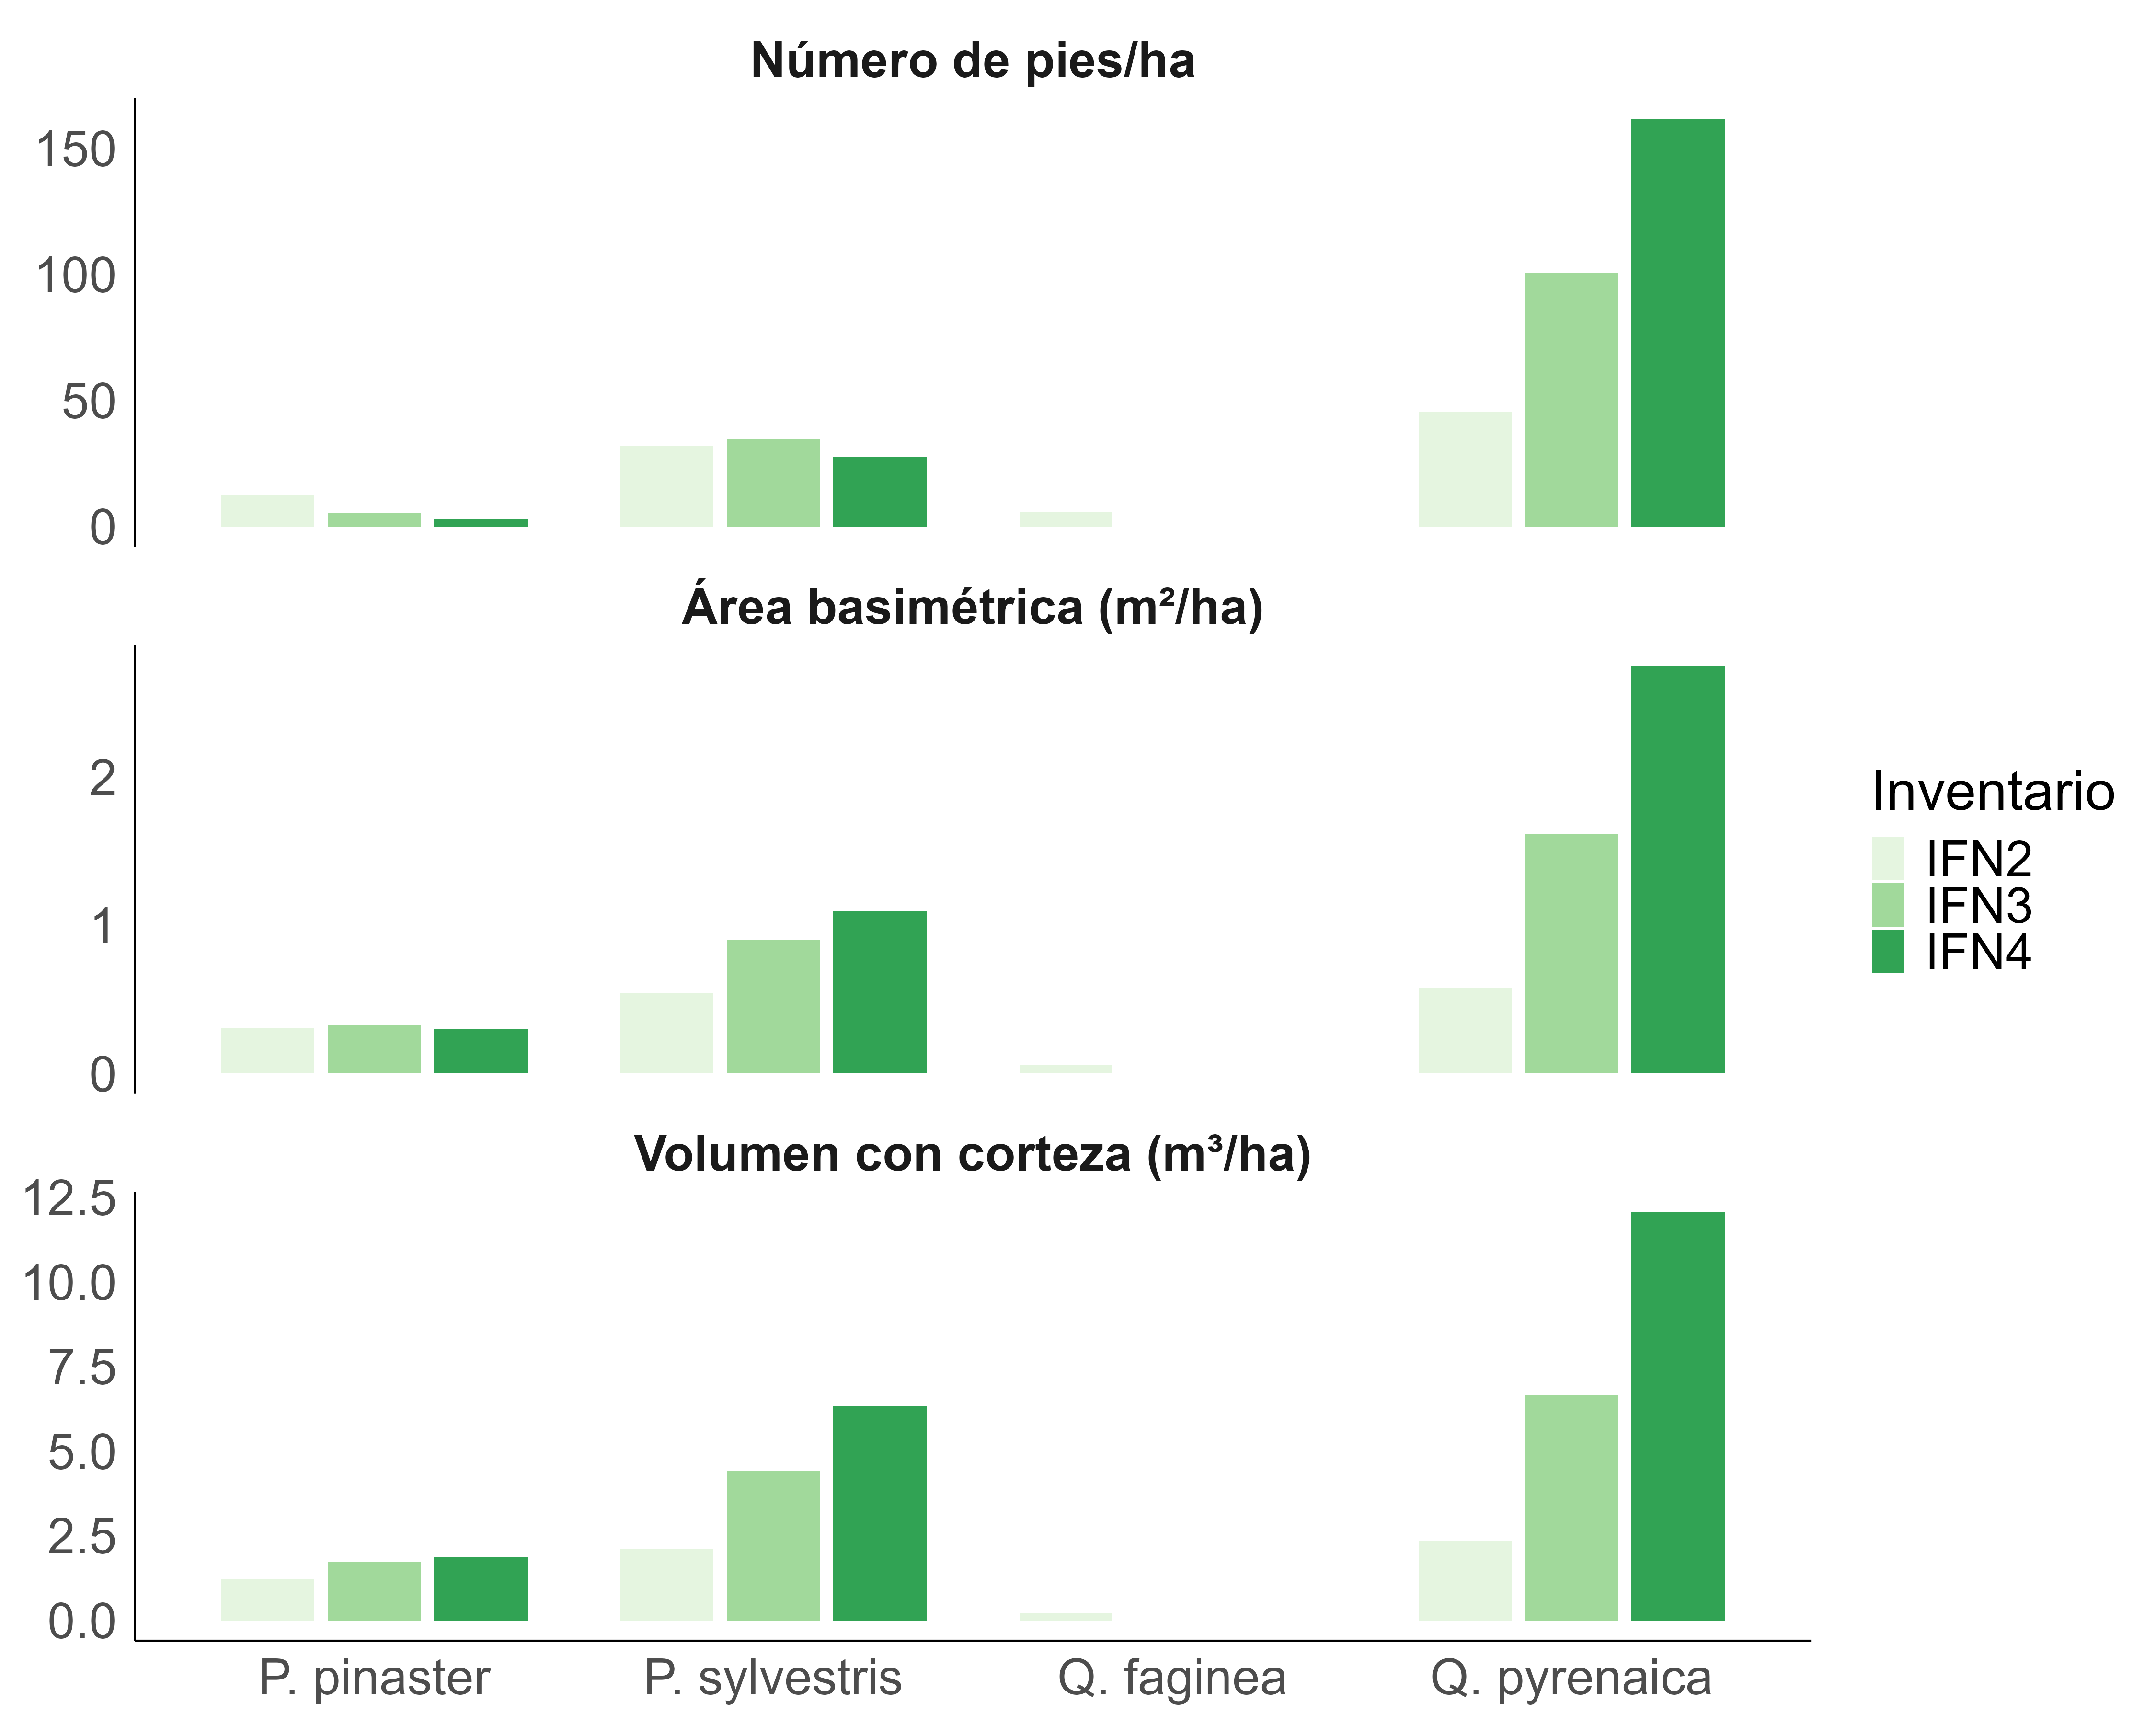 Número de pies/ha
150
100
50
0
Área basimétrica (m²/ha)
2
1
0
Volumen con corteza (m³/ha)
12.5
10.0
7.5
5.0
2.5
0.0
P. pinaster
P. sylvestris
Q. faginea
Q. pyrenaica
Inventario
IFN2
IFN3
IFN4